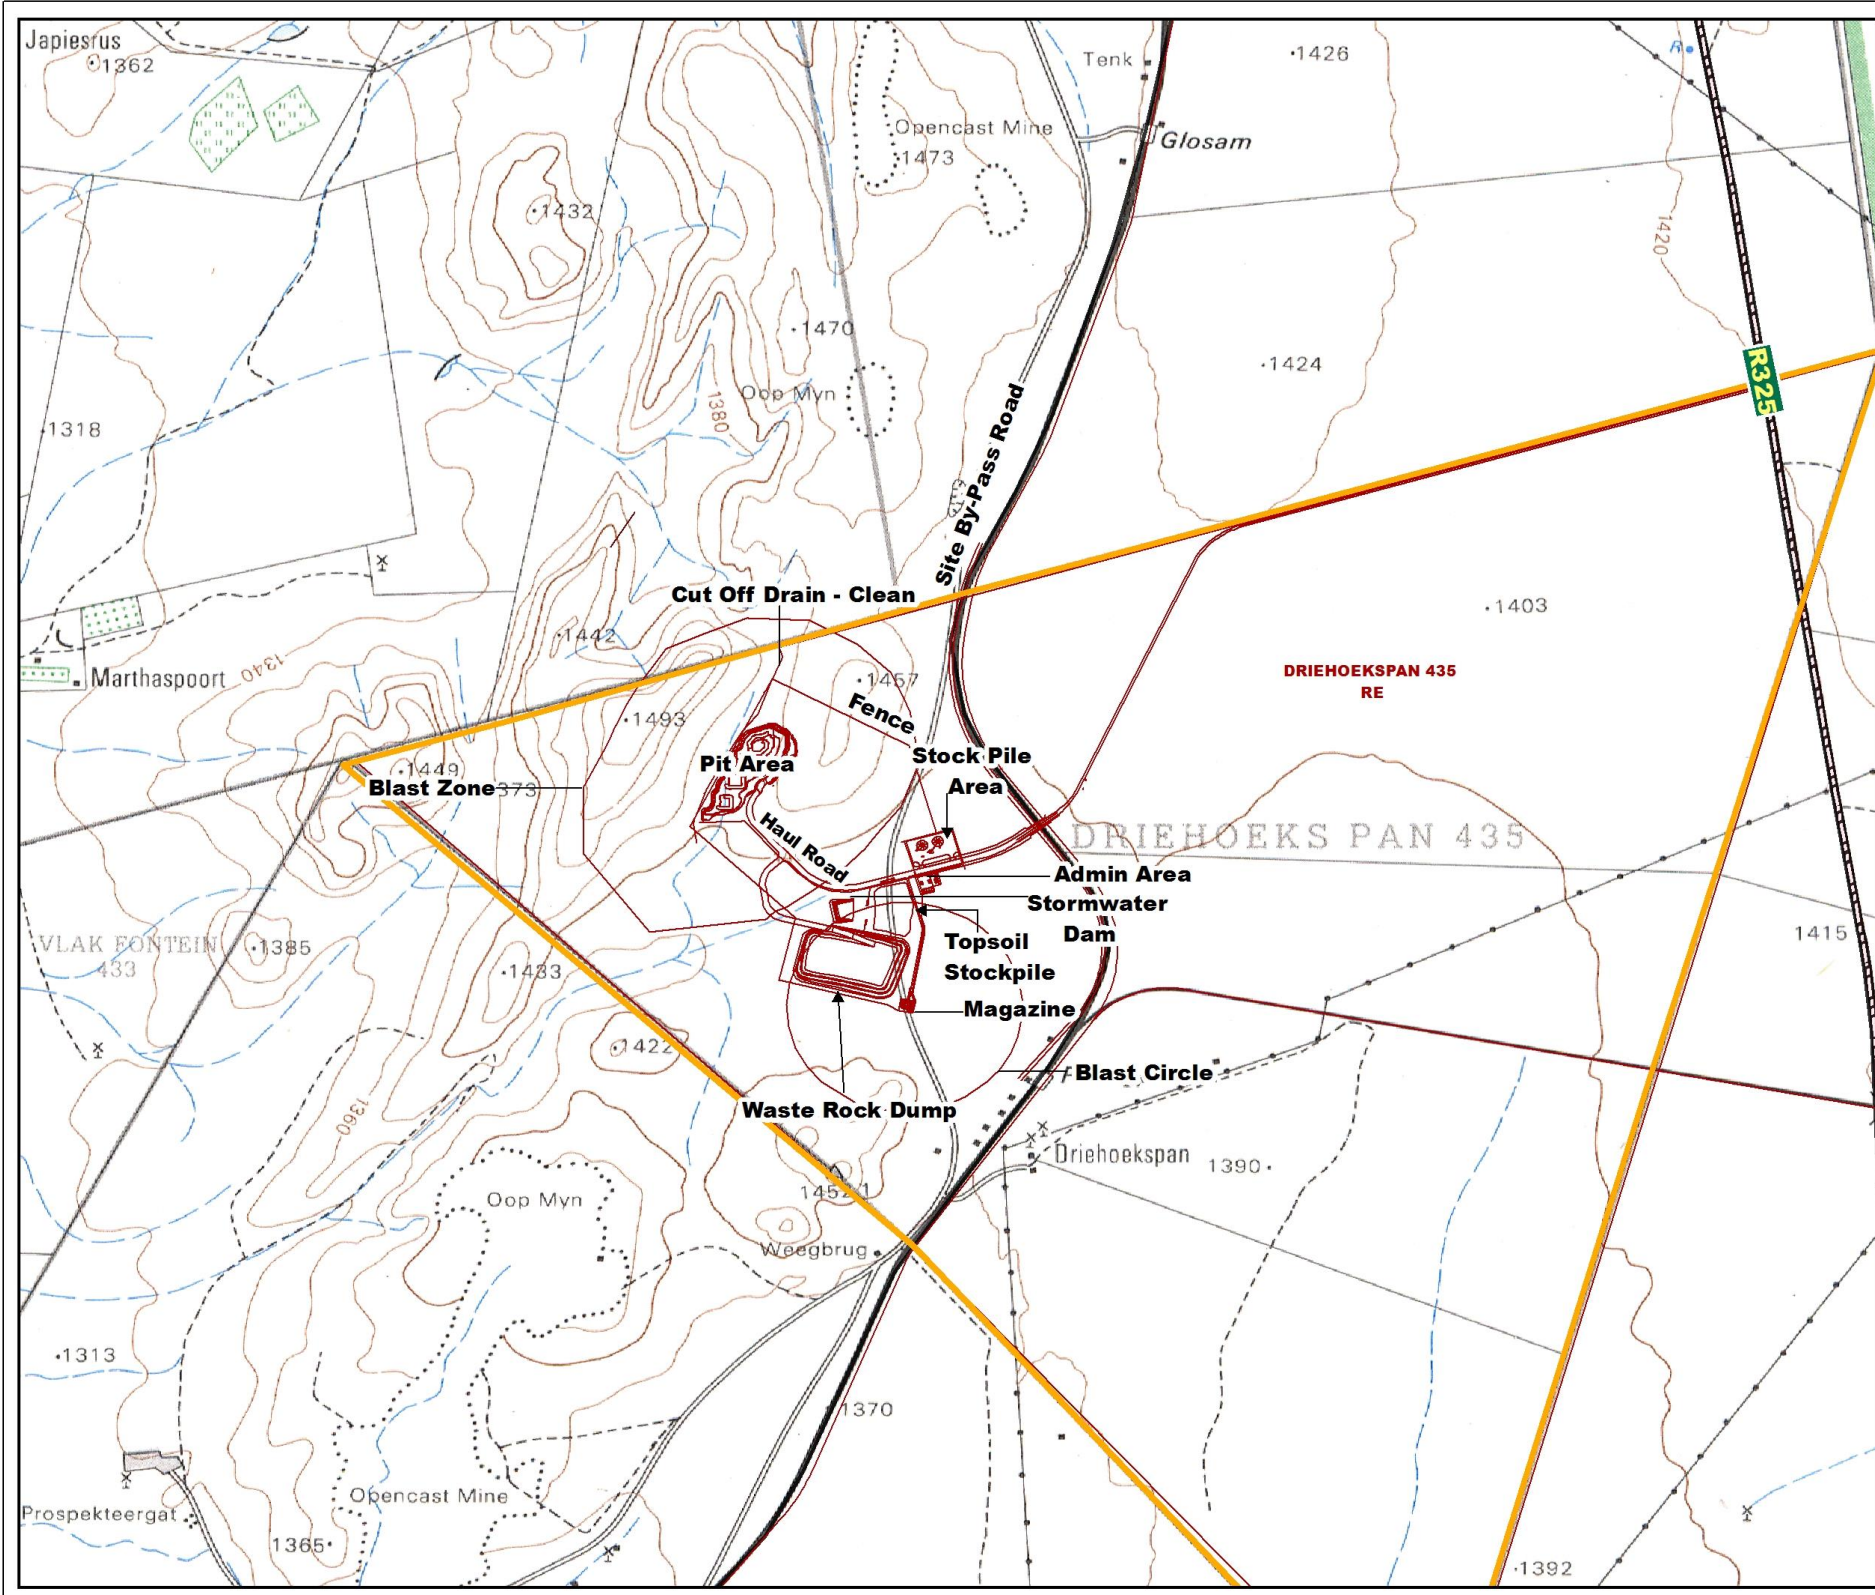 Japiesrus
1362
Tenk
1426
R
Opencast Mine
1473
Glosam
1432
1420
1470
1424
R325
Oop Myn
1380
1318
Site By-Pass Road
Cut Off Drain - Clean
1403
1442
1340
Marthaspoort
1457
DRIEHOEKSPAN 435
RE
1493
Fence
Stock Pile
Area
Pit Area
1449
Blast Zone
373
Haul Road
DRIEHOEKS PAN 435
Admin Area
Stormwater
Dam
VLAK FONTEIN
433
1385
1433
Topsoil
Stockpile
1415
Magazine
1422
Blast Circle
1360
Waste Rock Dump
Driehoekspan
1390
Oop Myn
Weegbrug
1313
1370
Opencast Mine
Prospekteergat
1365
1392